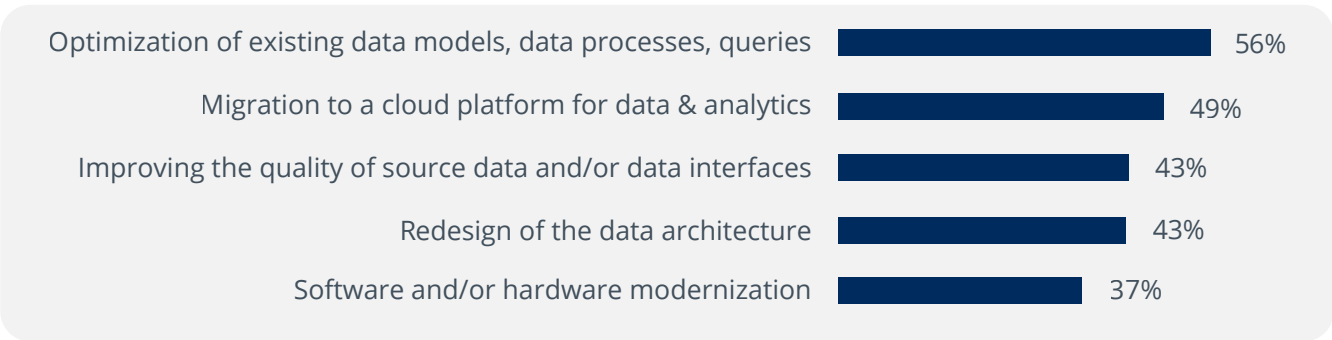 Optimization of existing data models, data processes, queries 56%
Migration to a cloud platform for data & analytics 49%
Improving the quality of source data and/or data interfaces 43%
Redesign of the data architecture 43%
Software and/or hardware modernization 37%